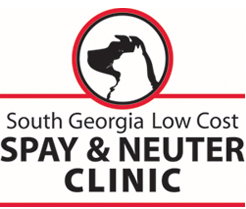 South Georgia Low Cost
SPAY & NEUTER
CLINIC